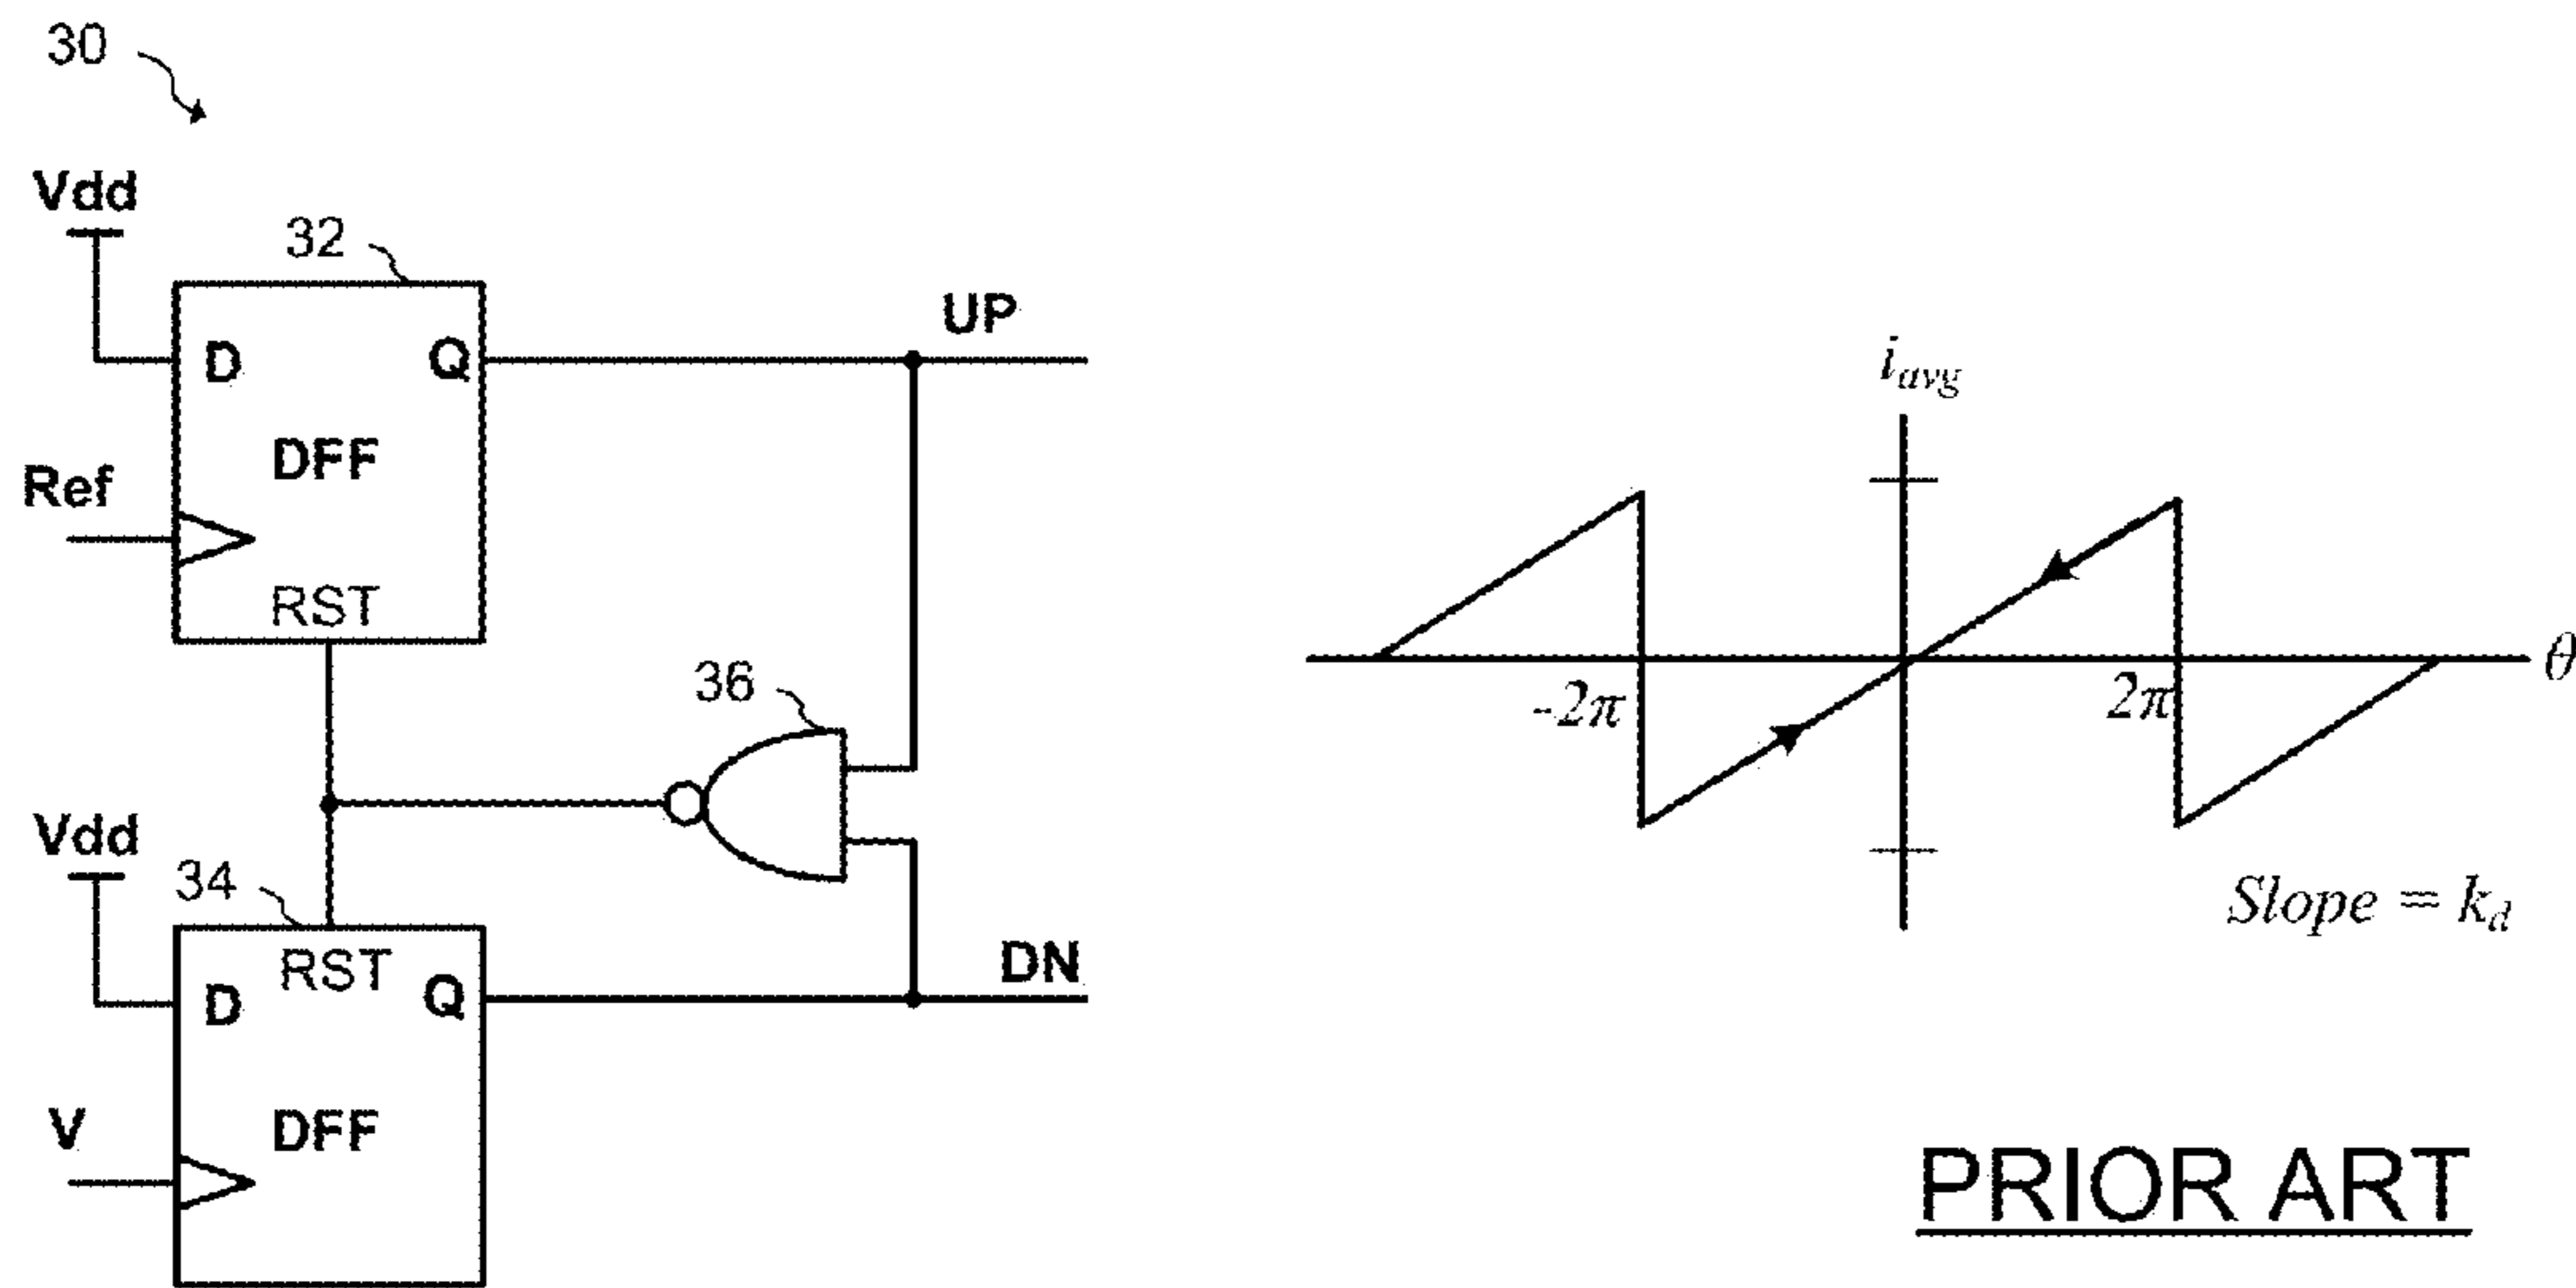 30
Vdd
32
UP
D
Q
DFF
Ref
RST
36
Vdd
34
RST
D
Q
DN
DFF
V
i_avg
θ
-2π
2π
Slope = k_d
PRIOR ART